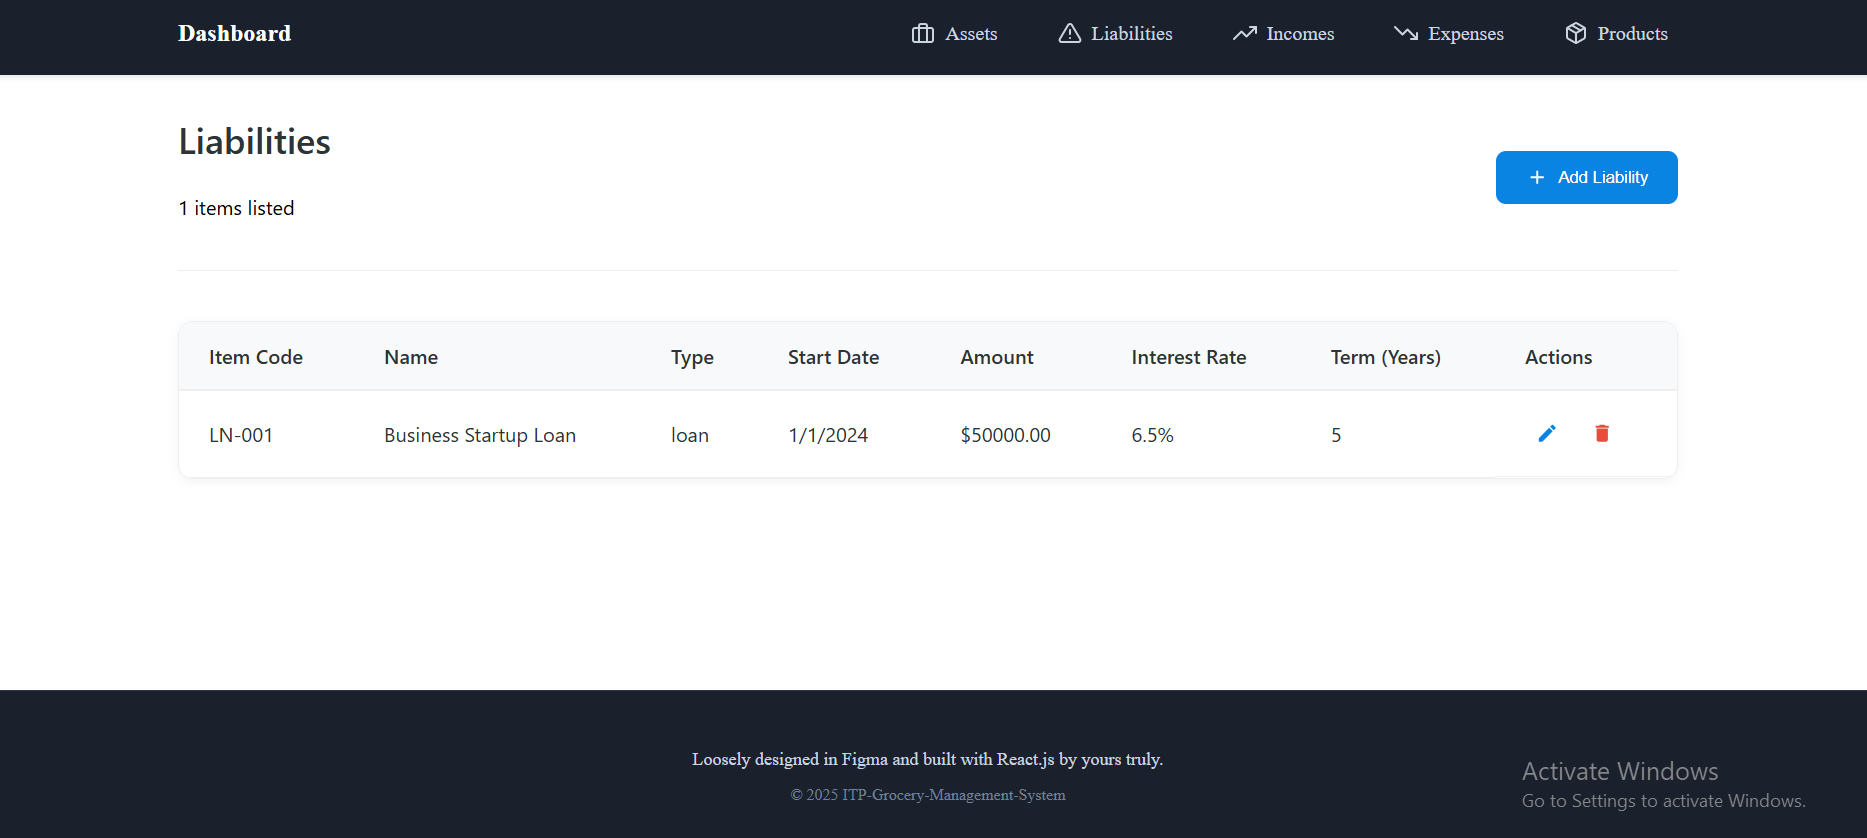 Dashboard Assets Liabilities Incomes Expenses Products
Liabilities
Add Liability
1 items listed
Item Code Name Type Start Date Amount Interest Rate Term (Years) Actions
LN-001 Business Startup Loan loan 1/1/2024 $50000.00 6.5% 5
Loosely designed in Figma and built with React.js by yours truly.
© 2025 ITP-Grocery-Management-System
Activate Windows
Go to Settings to activate Windows.